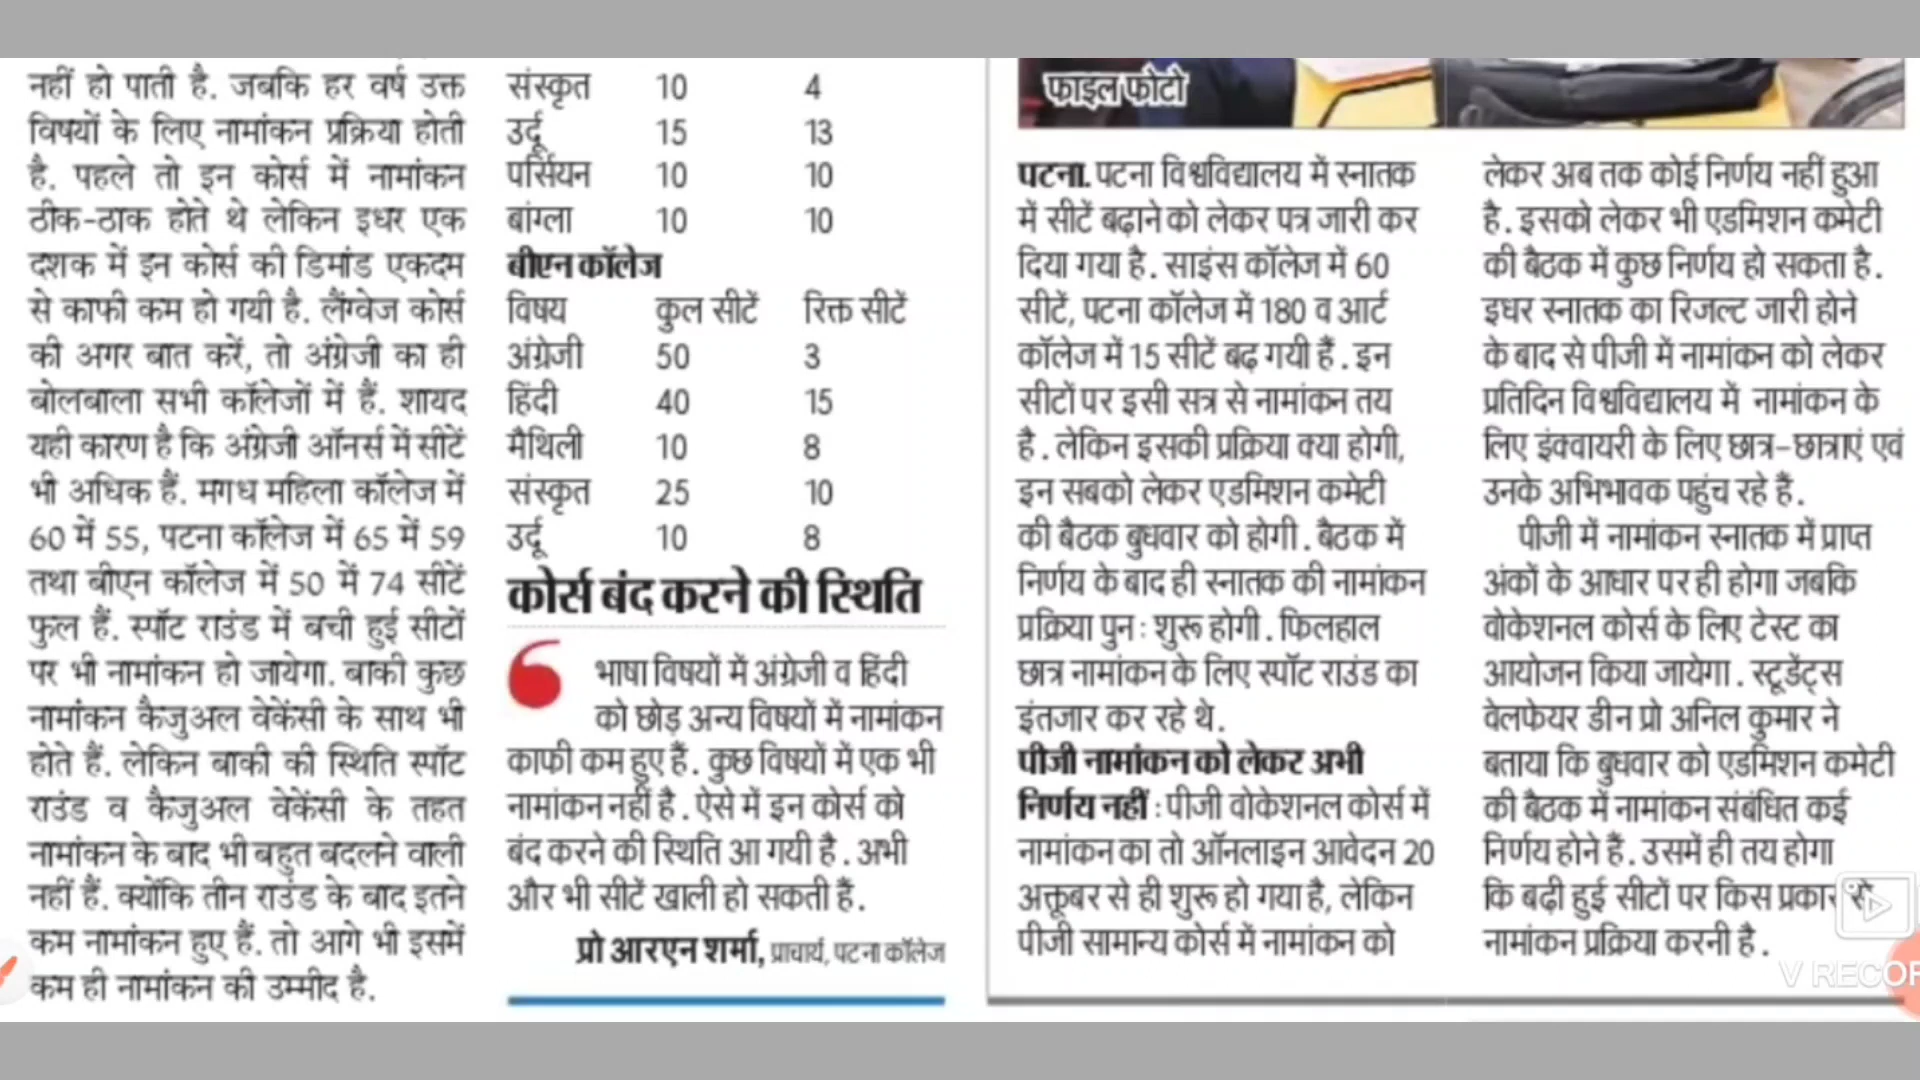 नहीं हो पाती है. जबकि हर वर्ष उक्त
विषयों के लिए नामांकन प्रक्रिया होती
है. पहले तो इन कोर्स में नामांकन
ठीक-ठाक होते थे लेकिन इधर एक
दशक में इन कोर्स की डिमांड एकदम
से काफी कम हो गयी है. लैंग्वेज कोर्स
की अगर बात करें, तो अंग्रेजी का ही
बोलबाला सभी कॉलेजों में हैं. शायद
यही कारण है कि अंग्रेजी ऑनर्स में सीटें
भी अधिक हैं. मगध महिला कॉलेज में
60 में 55, पटना कॉलेज में 65 में 59
तथा बीएन कॉलेज में 50 में 74 सीटें
फुल हैं. स्पॉट राउंड में बची हुई सीटों
पर भी नामांकन हो जायेगा. बाकी कुछ
नामांकन कैजुअल वेकेंसी के साथ भी
होते हैं. लेकिन बाकी की स्थिति स्पॉट
राउंड व कैजुअल वेकेंसी के तहत
नामांकन के बाद भी बहुत बदलने वाली
नहीं हैं. क्योंकि तीन राउंड के बाद इतने
कम नामांकन हुए हैं. तो आगे भी इसमें
कम ही नामांकन की उम्मीद है.
संस्कृत 10 4
उर्दू 15 13
पर्सियन 10 10
बांग्ला 10 10
बीएन कॉलेज
विषय कुल सीटें रिक्त सीटें
अंग्रेजी 50 3
हिंदी 40 15
मैथिली 10 8
संस्कृत 25 10
उर्दू 10 8
कोर्स बंद करने की स्थिति
भाषा विषयों में अंग्रेजी व हिंदी
को छोड़ अन्य विषयों में नामांकन
काफी कम हुए हैं. कुछ विषयों में एक भी
नामांकन नहीं है. ऐसे में इन कोर्स को
बंद करने की स्थिति आ गयी है. अभी
और भी सीटें खाली हो सकती हैं.
प्रो आरएन शर्मा, प्राचार्य, पटना कॉलेज
फाइल फोटो
पटना. पटना विश्वविद्यालय में स्नातक
में सीटें बढ़ाने को लेकर पत्र जारी कर
दिया गया है. साइंस कॉलेज में 60
सीटें, पटना कॉलेज में 180 व आर्ट
कॉलेज में 15 सीटें बढ़ गयी हैं. इन
सीटों पर इसी सत्र से नामांकन तय
है. लेकिन इसकी प्रक्रिया क्या होगी,
इन सबको लेकर एडमिशन कमेटी
की बैठक बुधवार को होगी. बैठक में
निर्णय के बाद ही स्नातक की नामांकन
प्रक्रिया पुन: शुरू होगी. फिलहाल
छात्र नामांकन के लिए स्पॉट राउंड का
इंतजार कर रहे थे.
पीजी नामांकन को लेकर अभी
निर्णय नहीं : पीजी वोकेशनल कोर्स में
नामांकन का तो ऑनलाइन आवेदन 20
अक्तूबर से ही शुरू हो गया है, लेकिन
पीजी सामान्य कोर्स में नामांकन को
लेकर अब तक कोई निर्णय नहीं हुआ
है. इसको लेकर भी एडमिशन कमेटी
की बैठक में कुछ निर्णय हो सकता है.
इधर स्नातक का रिजल्ट जारी होने
के बाद से पीजी में नामांकन को लेकर
प्रतिदिन विश्वविद्यालय में नामांकन के
लिए इंक्वायरी के लिए छात्र-छात्राएं एवं
उनके अभिभावक पहुंच रहे हैं.
पीजी में नामांकन स्नातक में प्राप्त
अंकों के आधार पर ही होगा जबकि
वोकेशनल कोर्स के लिए टेस्ट का
आयोजन किया जायेगा. स्टूडेंट्स
वेलफेयर डीन प्रो अनिल कुमार ने
बताया कि बुधवार को एडमिशन कमेटी
की बैठक में नामांकन संबंधित कई
निर्णय होने हैं. उसमें ही तय होगा
कि बढ़ी हुई सीटों पर किस प्रकार से
नामांकन प्रक्रिया करनी है.
V RECOR